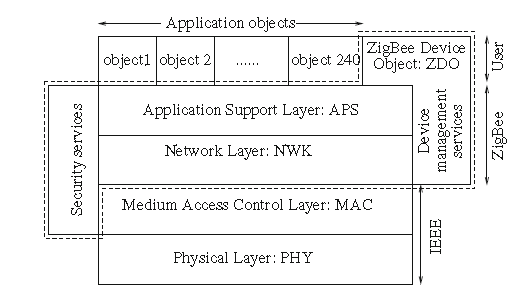 Application objects
object1
object 2
......
object 240
ZigBee Device
Object: ZDO
User
Application Support Layer: APS
Network Layer: NWK
Security services
Device
management
services
ZigBee
Medium Access Control Layer: MAC
Physical Layer: PHY
IEEE